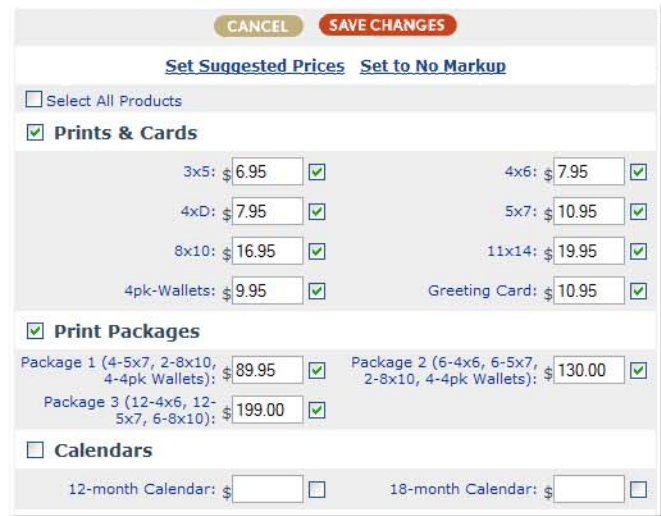 CANCEL SAVE CHANGES
Set Suggested Prices Set to No Markup
Select All Products
Prints & Cards
3x5: $ 6.95 4x6: $ 7.95
4xD: $ 7.95 5x7: $ 10.95
8x10: $ 16.95 11x14: $ 19.95
4pk-Wallets: $ 9.95 Greeting Card: $ 10.95
Print Packages
Package 1 (4-5x7, 2-8x10,
4-4pk Wallets): $ 89.95
Package 2 (6-4x6, 6-5x7,
2-8x10, 4-4pk Wallets): $ 130.00
Package 3 (12-4x6, 12-
5x7, 6-8x10): $ 199.00
Calendars
12-month Calendar: $ 18-month Calendar: $